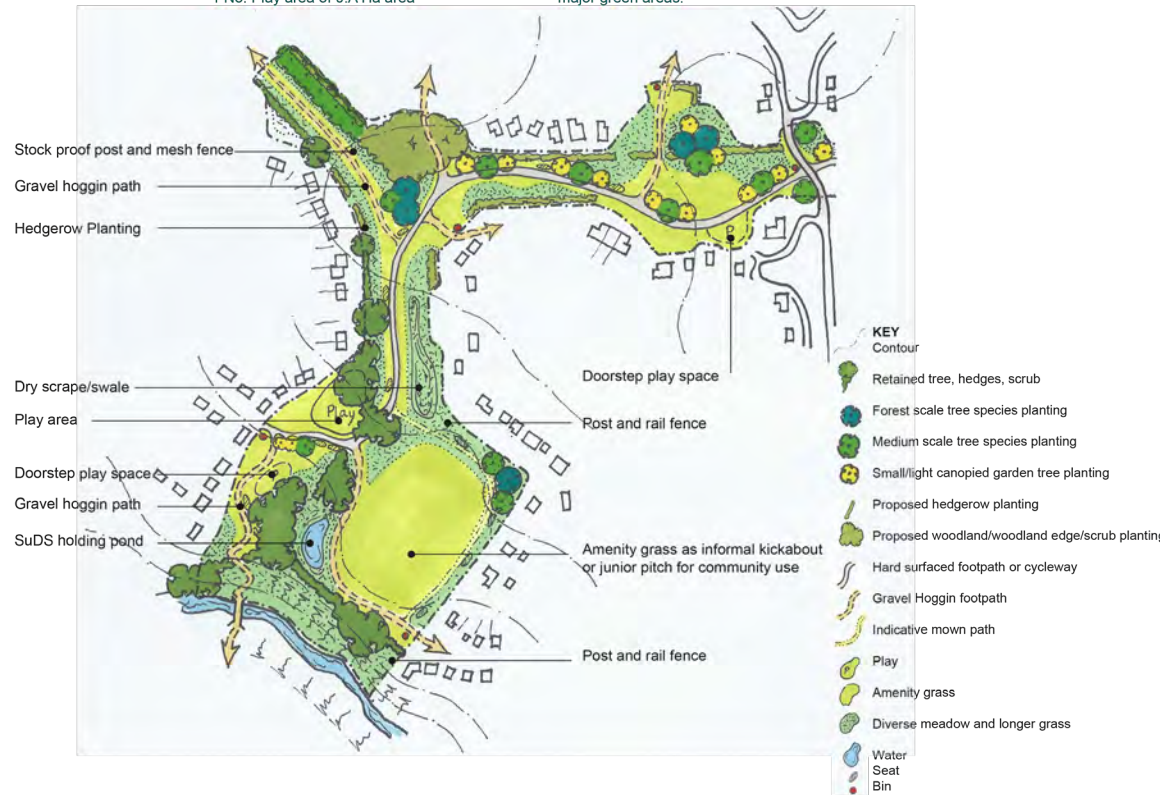 major green areas.
Stock proof post and mesh fence
Gravel hoggin path
Hedgerow Planting
Dry scrape/swale
Play area
Play
Doorstep play space
Gravel hoggin path
SuDS holding pond
P
Doorstep play space
Post and rail fence
Amenity grass as informal kickabout
or junior pitch for community use
Post and rail fence
KEY
Contour
Retained tree, hedges, scrub
Forest scale tree species planting
Medium scale tree species planting
Small/light canopied garden tree planting
Proposed hedgerow planting
Proposed woodland/woodland edge/scrub planting
Hard surfaced footpath or cycleway
Gravel Hoggin footpath
Indicative mown path
Play
Amenity grass
Diverse meadow and longer grass
Water
Seat
Bin